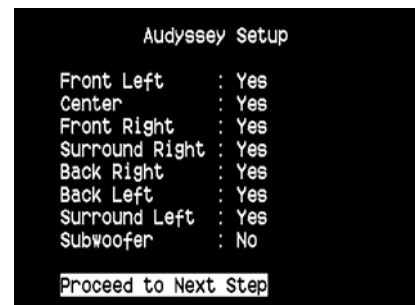 Audyssey Setup
Front Left : Yes
Center : Yes
Front Right : Yes
Surround Right : Yes
Back Right : Yes
Back Left : Yes
Surround Left : Yes
Subwoofer : No
Proceed to Next Step